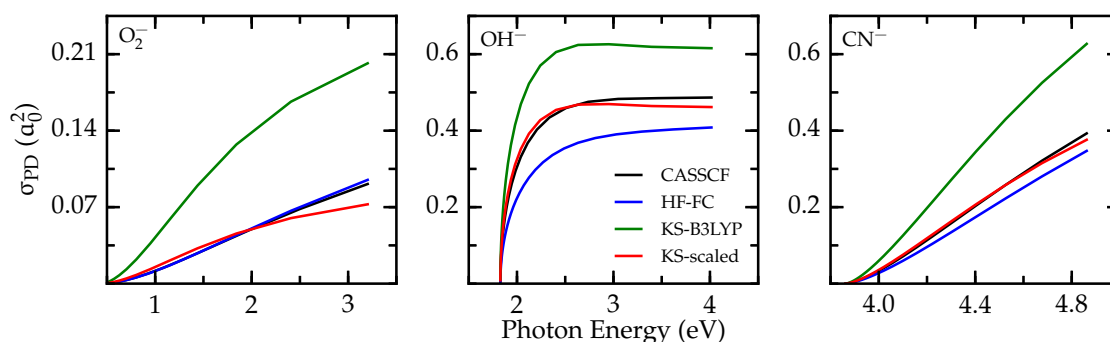 σPD (a₀²)
0.21
0.14
0.07
O₂⁻
1
2
3
0.6
0.4
0.2
OH⁻
CASSCF
HF-FC
KS-B3LYP
KS-scaled
2
3
4
Photon Energy (eV)
0.6
0.4
0.2
CN⁻
4.0
4.4
4.8